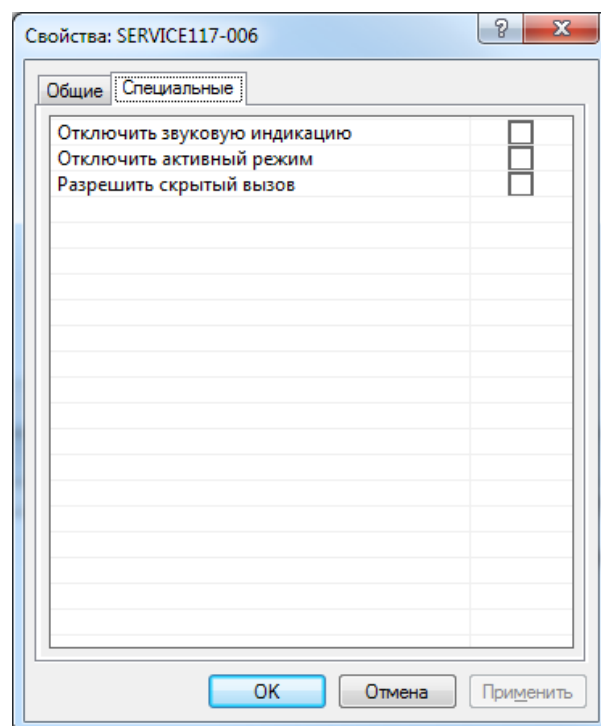 Свойства: SERVICE117-006
Общие Специальные
Отключить звуковую индикацию
Отключить активный режим
Разрешить скрытый вызов
OK Отмена Применить